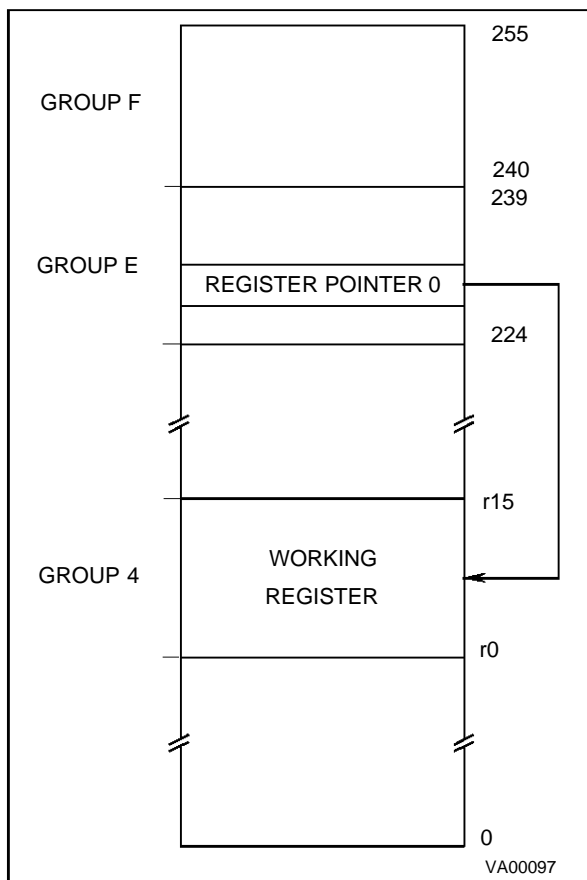 255
GROUP F
240
239
GROUP E
REGISTER POINTER 0
224
r15
WORKING
GROUP 4
REGISTER
r0
0
VA00097